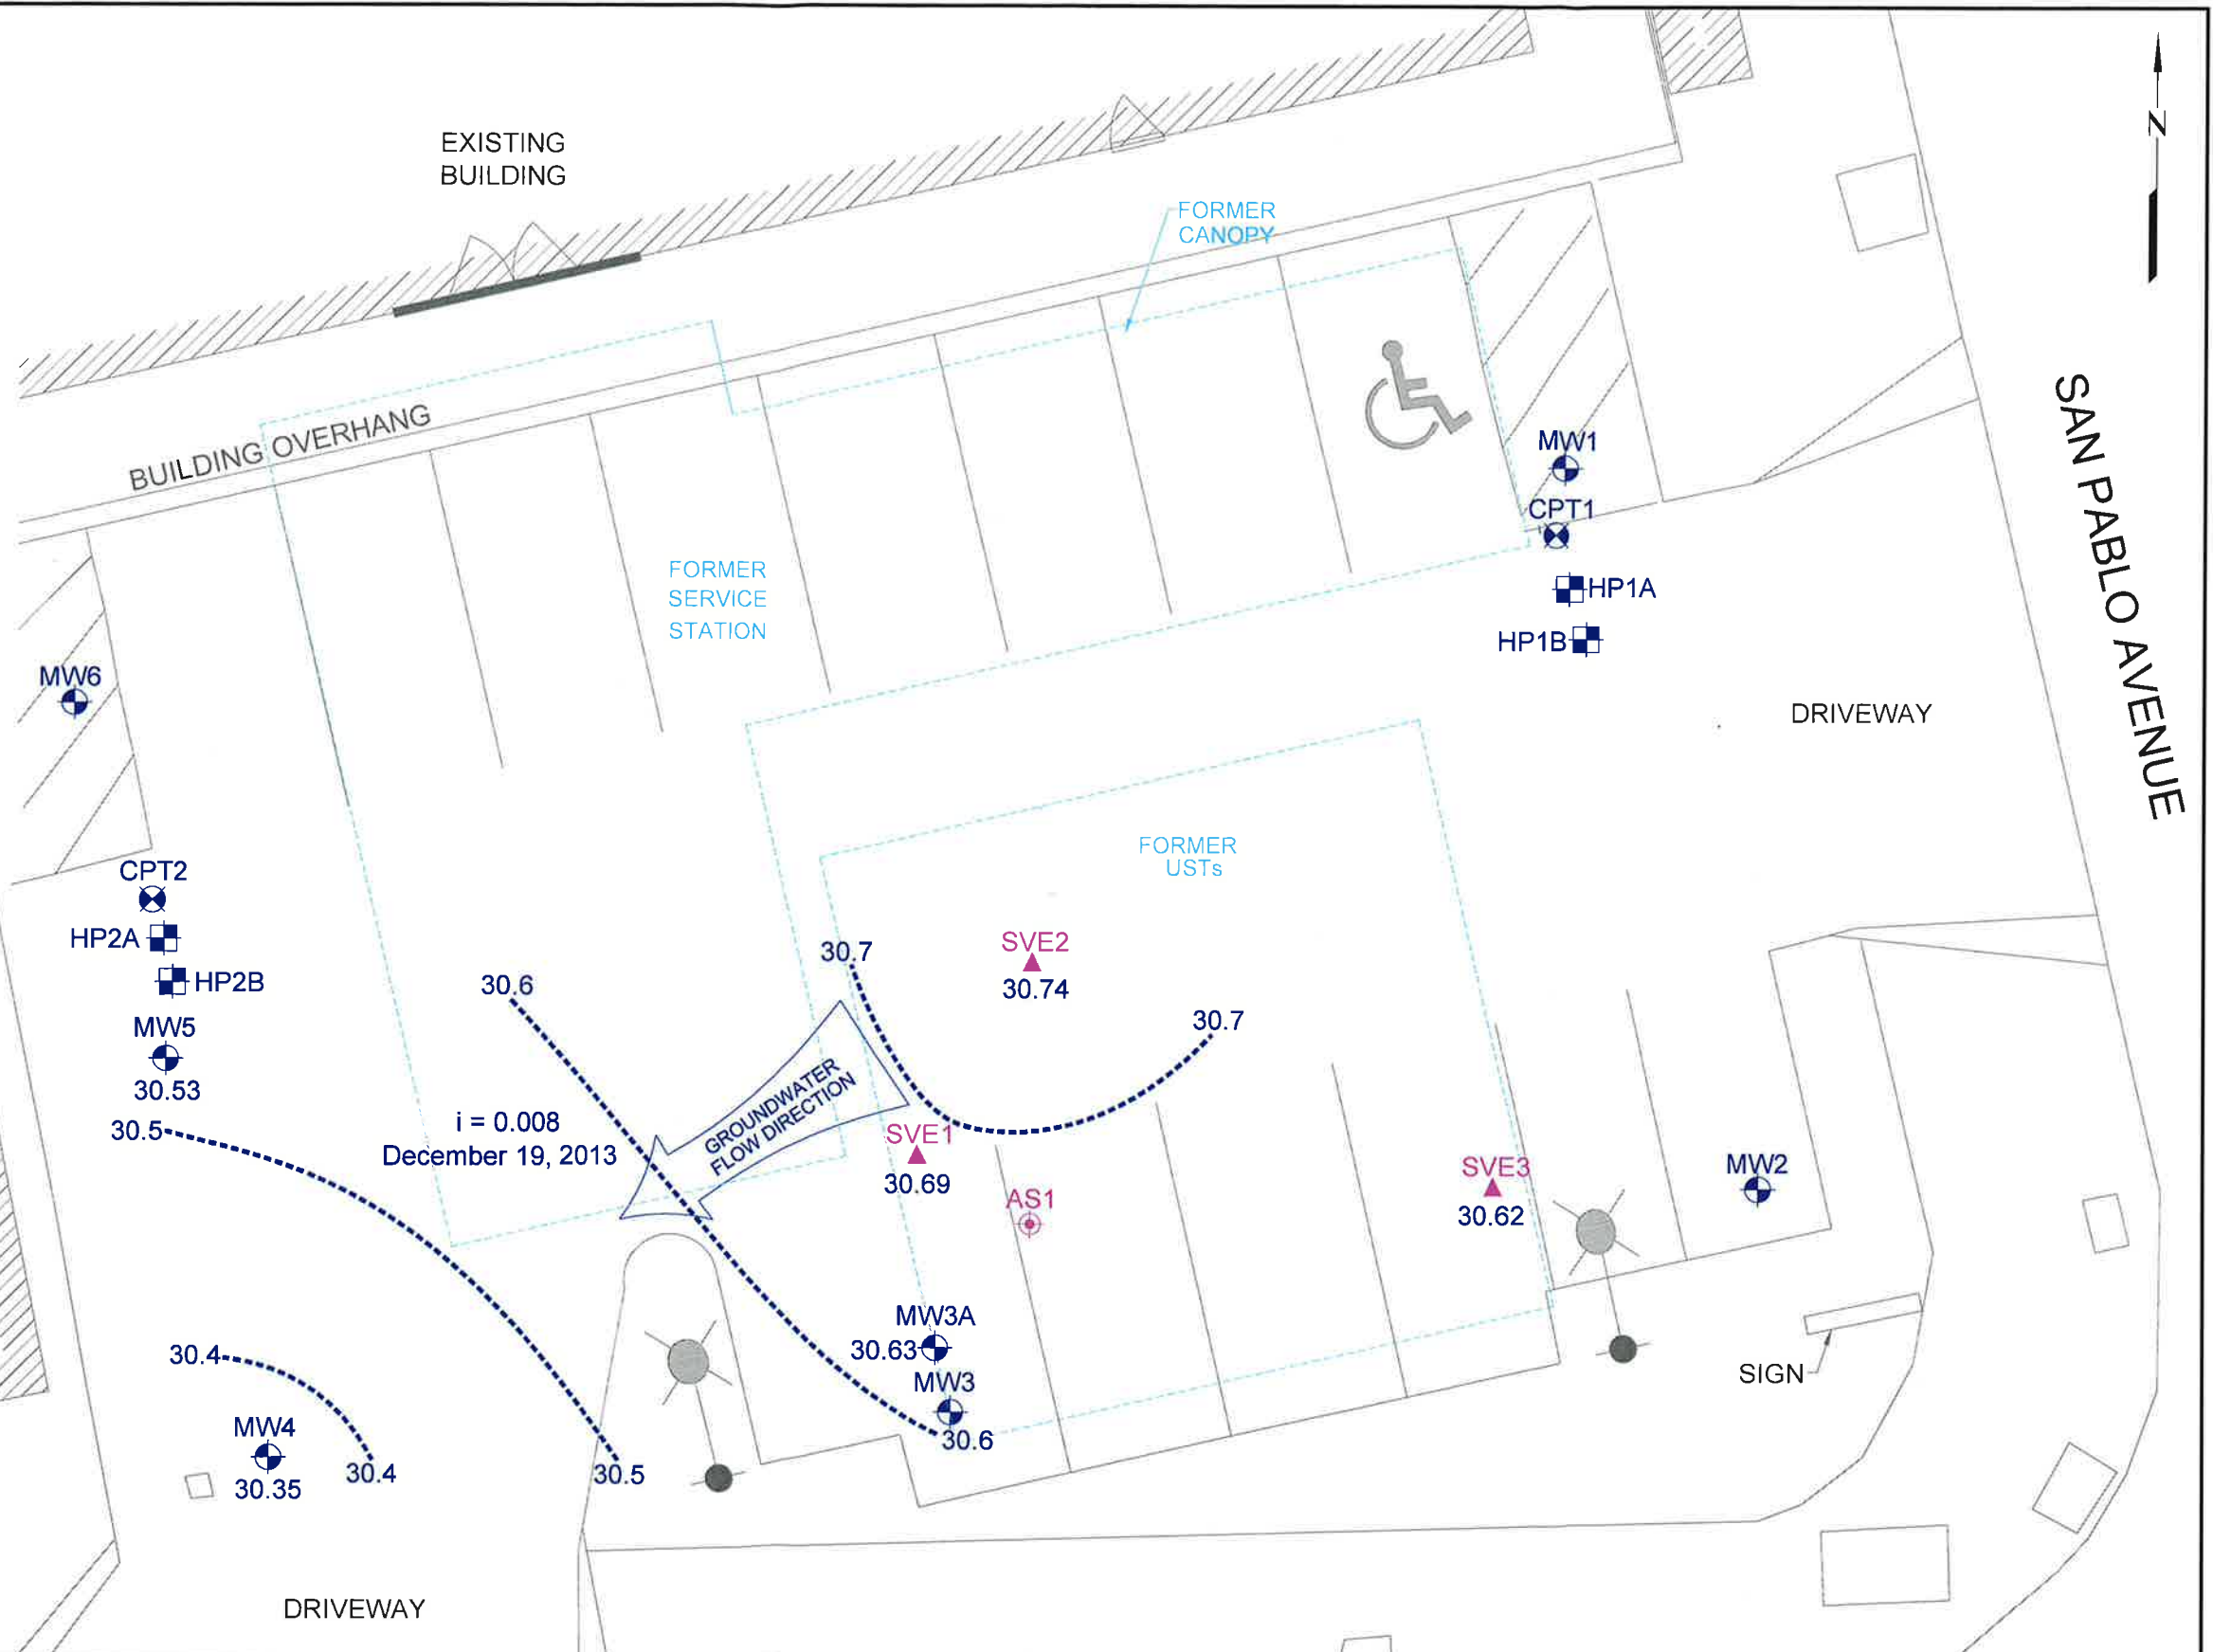 EXISTING
BUILDING
N
FORMER
CANOPY
BUILDING OVERHANG
SAN PABLO AVENUE
MW1
CPT1
HP1A
HP1B
FORMER
SERVICE
STATION
MW6
DRIVEWAY
FORMER
USTs
CPT2
HP2A
HP2B
MW5
30.53
30.5
30.6
30.7
SVE2
30.74
30.7
i = 0.008
December 19, 2013
GROUNDWATER
FLOW DIRECTION
SVE1
30.69
AS1
SVE3
30.62
MW2
MW3A
30.63
MW3
30.6
30.4
MW4
30.35
30.4
30.5
SIGN
DRIVEWAY